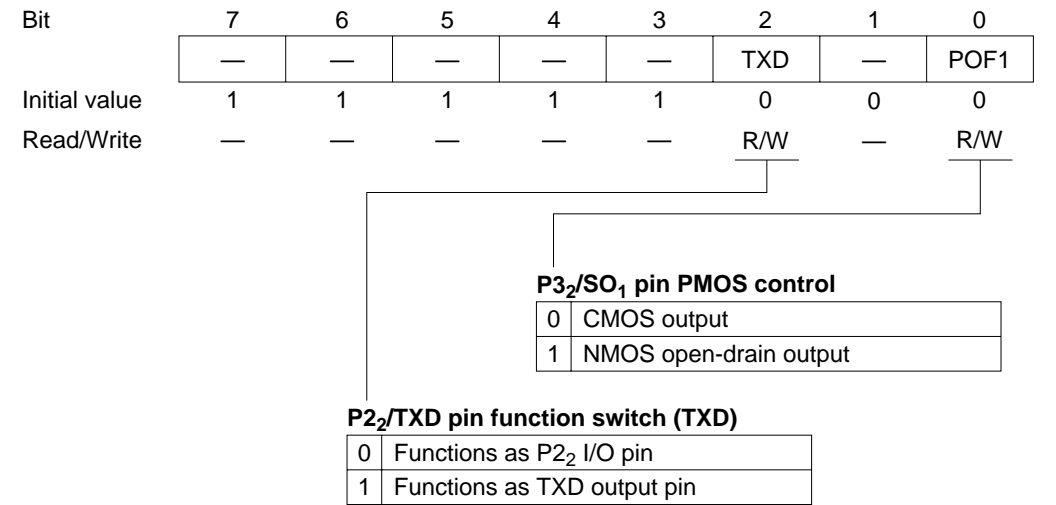 Bit 7 6 5 4 3 2 1 0
— — — — — TXD — POF1
Initial value 1 1 1 1 1 0 0 0
Read/Write — — — — — R/W — R/W
P3₂/SO₁ pin PMOS control
0 CMOS output
1 NMOS open-drain output
P2₂/TXD pin function switch (TXD)
0 Functions as P2₂ I/O pin
1 Functions as TXD output pin